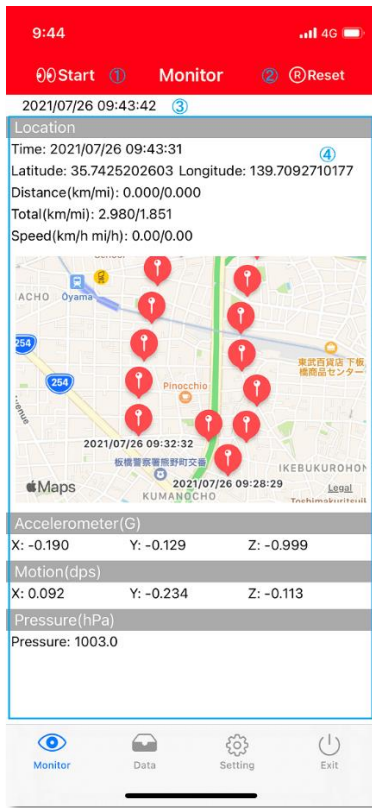 9:44 4G
Start ① Monitor ② ⓇReset
2021/07/26 09:43:42 ③
Location
Time: 2021/07/26 09:43:31 ④
Latitude: 35.7425202603 Longitude: 139.7092710177
Distance(km/mi): 0.000/0.000
Total(km/mi): 2.980/1.851
Speed(km/h mi/h): 0.00/0.00
ACHO Oyama
254
東武百貨店 下板
橋商品センター
254
Pinocchio
2021/07/26 09:32:32
板橋警察署熊野町交番
IKEBUKUROHON
2021/07/26 09:28:29
Maps Legal
KUMANOCHO
Toshimakuritsuik
Accelerometer(G)
X: -0.190 Y: -0.129 Z: -0.999
Motion(dps)
X: 0.092 Y: -0.234 Z: -0.113
Pressure(hPa)
Pressure: 1003.0
Monitor Data Setting Exit